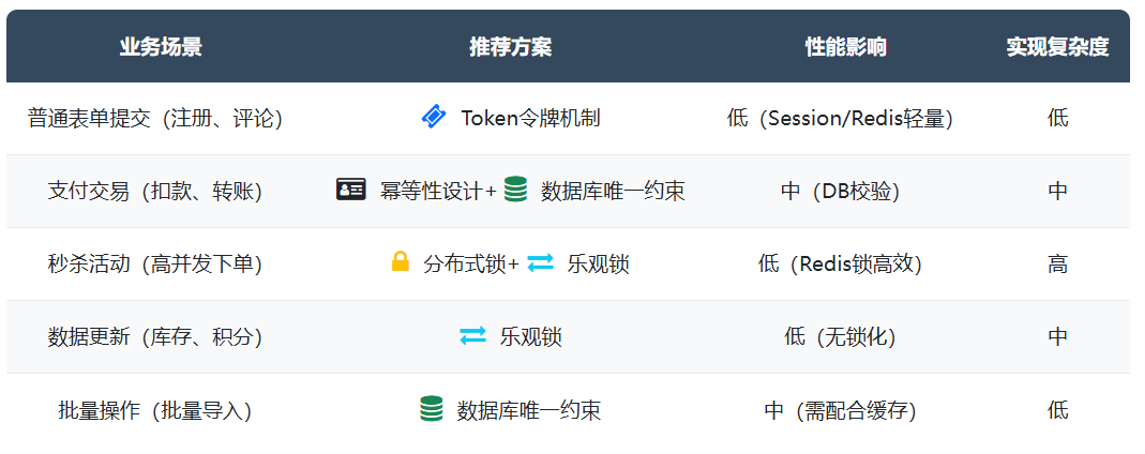 业务场景 推荐方案 性能影响 实现复杂度
普通表单提交（注册、评论） Token令牌机制 低（Session/Redis轻量） 低
支付交易（扣款、转账） 幂等性设计+ 数据库唯一约束 中（DB校验） 中
秒杀活动（高并发下单） 分布式锁+ 乐观锁 低（Redis锁高效） 高
数据更新（库存、积分） 乐观锁 低（无锁化） 中
批量操作（批量导入） 数据库唯一约束 中（需配合缓存） 低